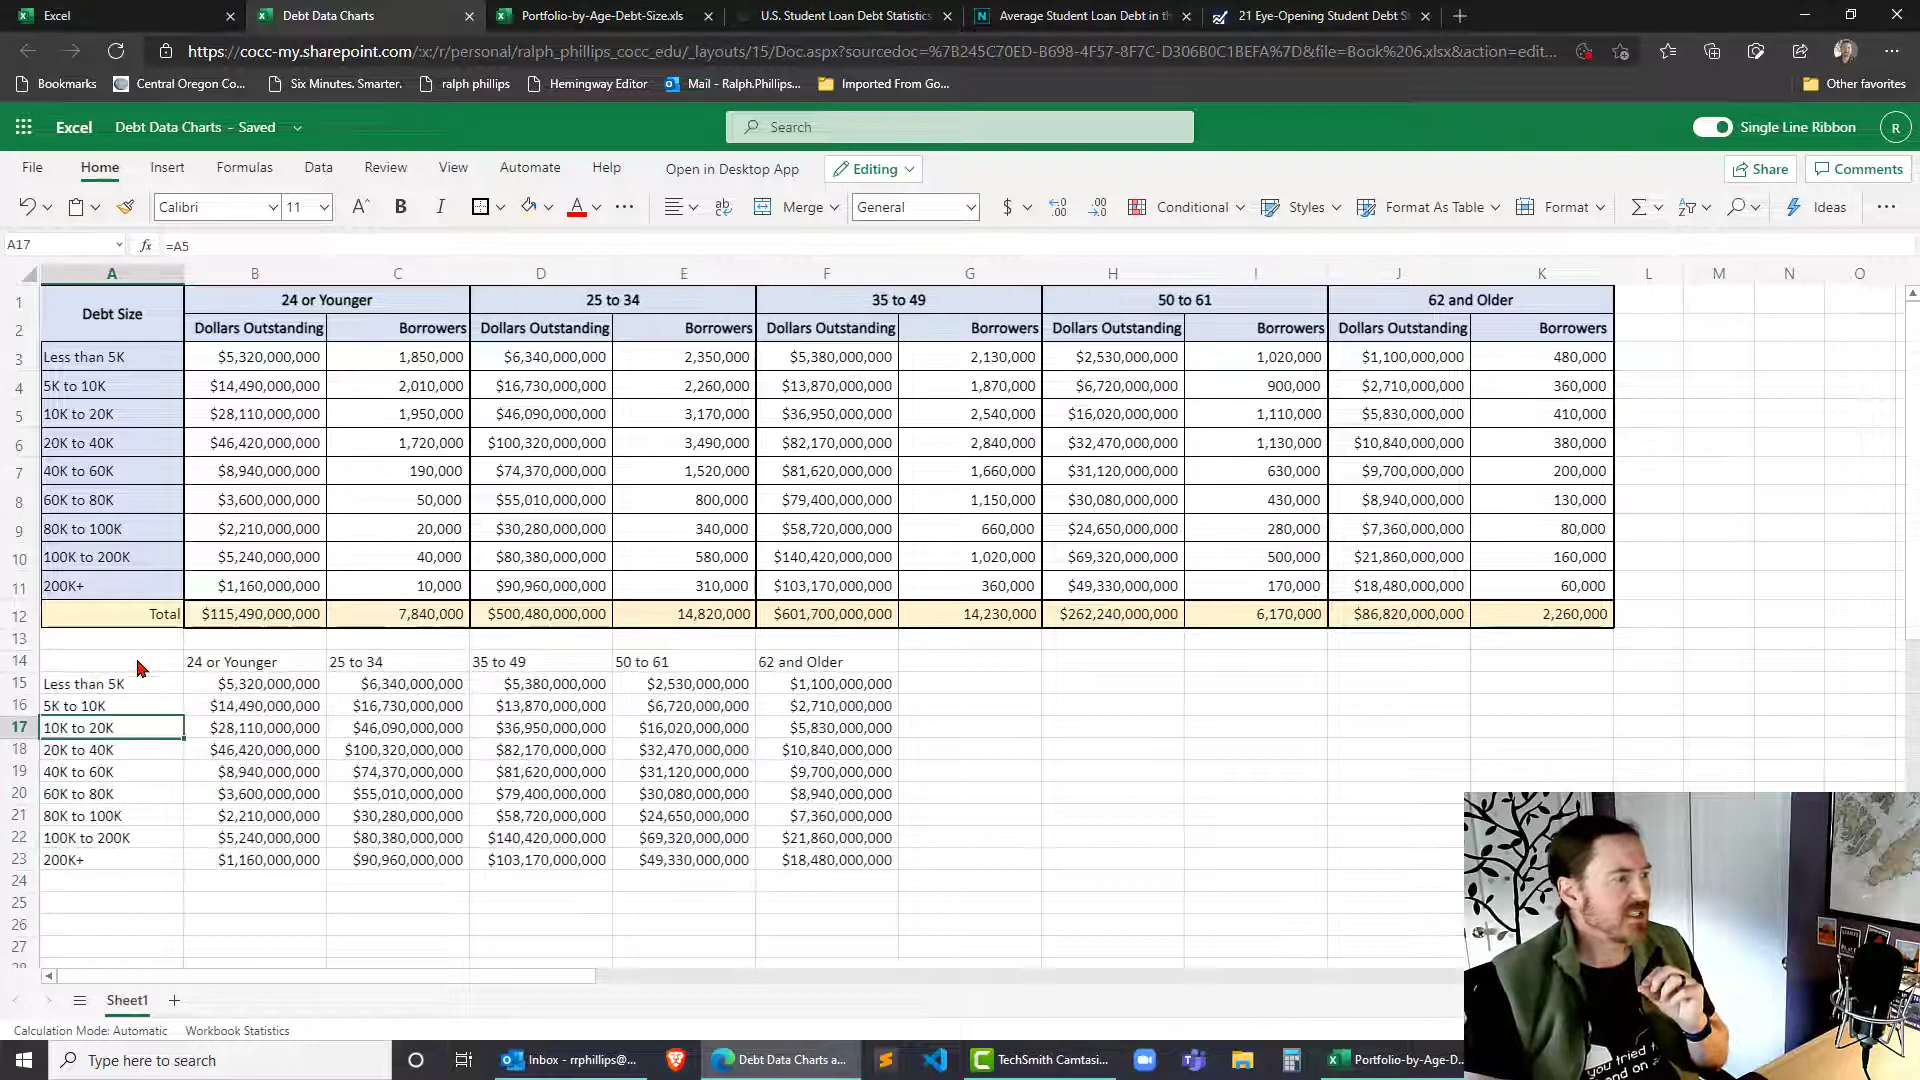 Excel
Debt Data Charts
Portfolio-by-Age-Debt-Size.xls
U.S. Student Loan Debt Statistics
Average Student Loan Debt in th
21 Eye-Opening Student Debt S
https://cocc-my.sharepoint.com/:x:/r/personal/ralph_phillips_cocc_edu/_layouts/15/Doc.aspx?sourcedoc=%7B245C70ED-B698-4F57-8F7C-D306B0C1BEFA%7D&file=Book%206.xlsx&action=edit...
Bookmarks Central Oregon Co... Six Minutes. Smarter. ralph phillips Hemingway Editor Mail - Ralph.Phillips... Imported From Go... Other favorites
Excel Debt Data Charts - Saved Search Single Line Ribbon R
File Home Insert Formulas Data Review View Automate Help Open in Desktop App Editing Share Comments
Calibri 11 A B I A ab Merge General $ .00 .00 Conditional Styles Format As Table Format Σ Ideas
A17 fx =A5
A B C D E F G H I J K L M N O
1 Debt Size 24 or Younger 25 to 34 35 to 49 50 to 61 62 and Older
2 Dollars Outstanding Borrowers Dollars Outstanding Borrowers Dollars Outstanding Borrowers Dollars Outstanding Borrowers Dollars Outstanding Borrowers
3 Less than 5K $5,320,000,000 1,850,000 $6,340,000,000 2,350,000 $5,380,000,000 2,130,000 $2,530,000,000 1,020,000 $1,100,000,000 480,000
4 5K to 10K $14,490,000,000 2,010,000 $16,730,000,000 2,260,000 $13,870,000,000 1,870,000 $6,720,000,000 900,000 $2,710,000,000 360,000
5 10K to 20K $28,110,000,000 1,950,000 $46,090,000,000 3,170,000 $36,950,000,000 2,540,000 $16,020,000,000 1,110,000 $5,830,000,000 410,000
6 20K to 40K $46,420,000,000 1,720,000 $100,320,000,000 3,490,000 $82,170,000,000 2,840,000 $32,470,000,000 1,130,000 $10,840,000,000 380,000
7 40K to 60K $8,940,000,000 190,000 $74,370,000,000 1,520,000 $81,620,000,000 1,660,000 $31,120,000,000 630,000 $9,700,000,000 200,000
8 60K to 80K $3,600,000,000 50,000 $55,010,000,000 800,000 $79,400,000,000 1,150,000 $30,080,000,000 430,000 $8,940,000,000 130,000
9 80K to 100K $2,210,000,000 20,000 $30,280,000,000 340,000 $58,720,000,000 660,000 $24,650,000,000 280,000 $7,360,000,000 80,000
10 100K to 200K $5,240,000,000 40,000 $80,380,000,000 580,000 $140,420,000,000 1,020,000 $69,320,000,000 500,000 $21,860,000,000 160,000
11 200K+ $1,160,000,000 10,000 $90,960,000,000 310,000 $103,170,000,000 360,000 $49,330,000,000 170,000 $18,480,000,000 60,000
12 Total $115,490,000,000 7,840,000 $500,480,000,000 14,820,000 $601,700,000,000 14,230,000 $262,240,000,000 6,170,000 $86,820,000,000 2,260,000
13
14 24 or Younger 25 to 34 35 to 49 50 to 61 62 and Older
15 Less than 5K $5,320,000,000 $6,340,000,000 $5,380,000,000 $2,530,000,000 $1,100,000,000
16 5K to 10K $14,490,000,000 $16,730,000,000 $13,870,000,000 $6,720,000,000 $2,710,000,000
17 10K to 20K $28,110,000,000 $46,090,000,000 $36,950,000,000 $16,020,000,000 $5,830,000,000
18 20K to 40K $46,420,000,000 $100,320,000,000 $82,170,000,000 $32,470,000,000 $10,840,000,000
19 40K to 60K $8,940,000,000 $74,370,000,000 $81,620,000,000 $31,120,000,000 $9,700,000,000
20 60K to 80K $3,600,000,000 $55,010,000,000 $79,400,000,000 $30,080,000,000 $8,940,000,000
21 80K to 100K $2,210,000,000 $30,280,000,000 $58,720,000,000 $24,650,000,000 $7,360,000,000
22 100K to 200K $5,240,000,000 $80,380,000,000 $140,420,000,000 $69,320,000,000 $21,860,000,000
23 200K+ $1,160,000,000 $90,960,000,000 $103,170,000,000 $49,330,000,000 $18,480,000,000
24
25
26
27
28
Sheet1
Calculation Mode: Automatic Workbook Statistics
Type here to search Inbox - rrphillips@... Debt Data Charts a... TechSmith Camtasi... Portfolio-by-Age-D...
you tried t